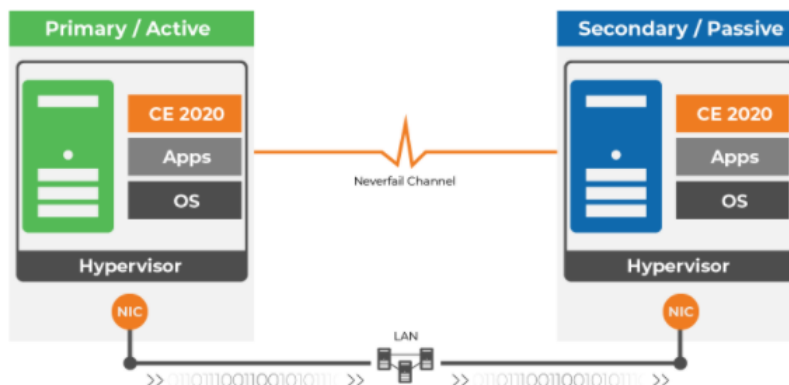 Primary / Active
Secondary / Passive
CE 2020
Apps
OS
Hypervisor
Neverfail Channel
CE 2020
Apps
OS
Hypervisor
NIC
NIC
LAN